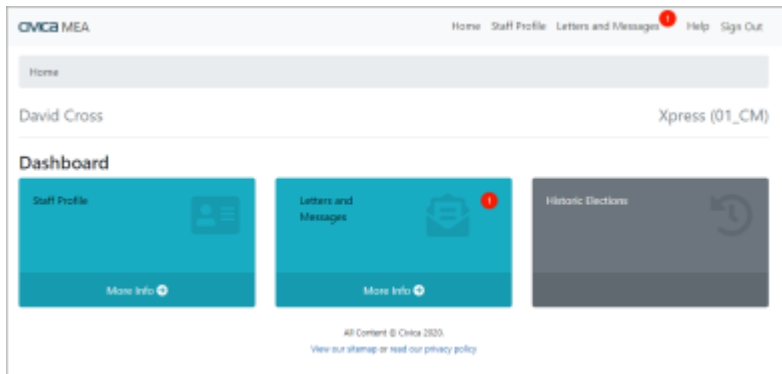 CIVICA MEA
Home Staff Profile Letters and Messages 1 Help Sign Out
Home
David Cross Xpress (01_CM)
Dashboard
Staff Profile
Letters and
Messages
1
Historic Elections
More Info
More Info
All Content © Civica 2020.
View our sitemap or read our privacy policy